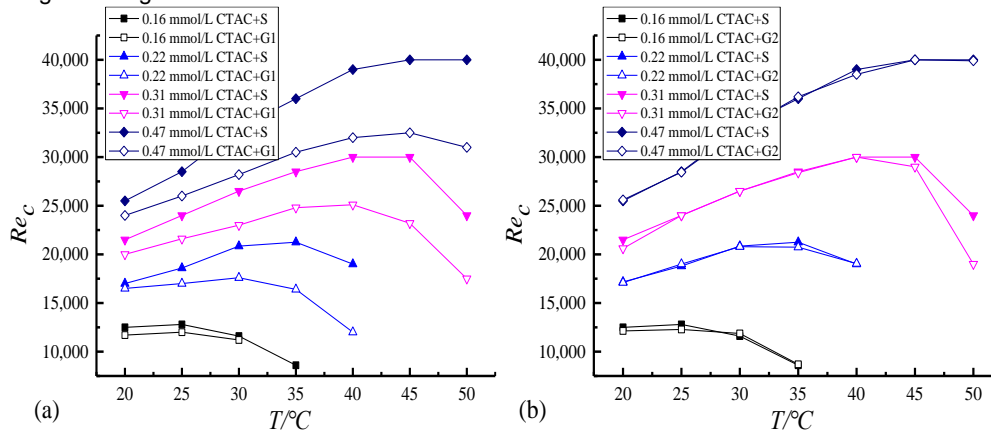 0.16 mmol/L CTAC+S
0.16 mmol/L CTAC+G1
0.22 mmol/L CTAC+S
0.22 mmol/L CTAC+G1
0.31 mmol/L CTAC+S
0.31 mmol/L CTAC+G1
0.47 mmol/L CTAC+S
0.47 mmol/L CTAC+G1
40,000
35,000
30,000
25,000
20,000
15,000
10,000
Re_c
20 25 30 35 40 45 50
(a)
T/°C
0.16 mmol/L CTAC+S
0.16 mmol/L CTAC+G2
0.22 mmol/L CTAC+S
0.22 mmol/L CTAC+G2
0.31 mmol/L CTAC+S
0.31 mmol/L CTAC+G2
0.47 mmol/L CTAC+S
0.47 mmol/L CTAC+G2
40,000
35,000
30,000
25,000
20,000
15,000
10,000
Re_c
20 25 30 35 40 45 50
(b)
T/°C